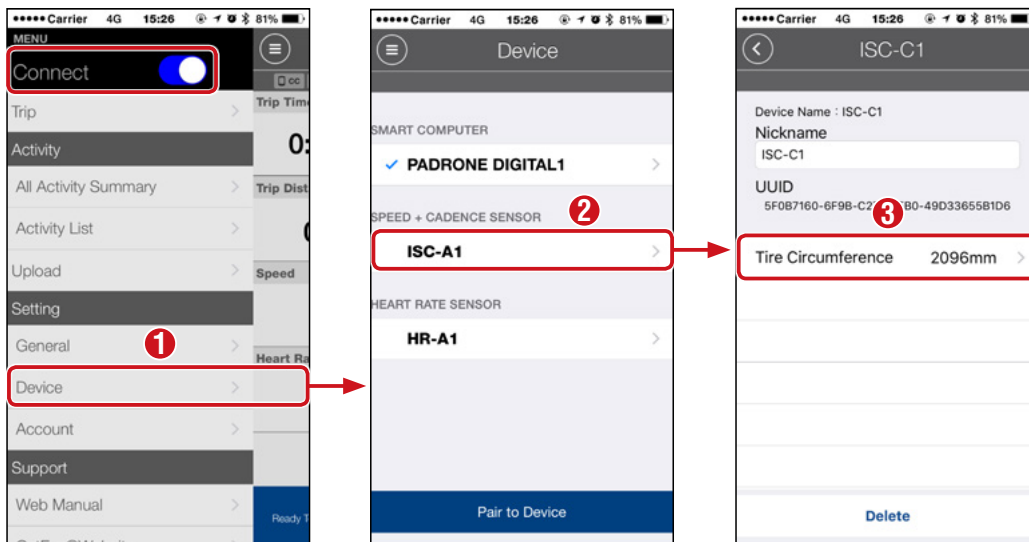 •••••Carrier 4G 15:26 81%
MENU
Connect
Trip
Activity
All Activity Summary
Activity List
Upload
Setting
General
1
Device
Account
Support
Web Manual
CC
Trip Time
0:
Trip Dist
Speed
Heart Ra
Ready T
•••••Carrier 4G 15:26 81%
Device
SMART COMPUTER
✓ PADRONE DIGITAL1
SPEED + CADENCE SENSOR
2
ISC-A1
HEART RATE SENSOR
HR-A1
Pair to Device
•••••Carrier 4G 15:26 81%
ISC-C1
Device Name : ISC-C1
Nickname
ISC-C1
UUID
5F0B7160-6F9B-C2 B0-49D33655B1D6
3
Tire Circumference 2096mm
Delete